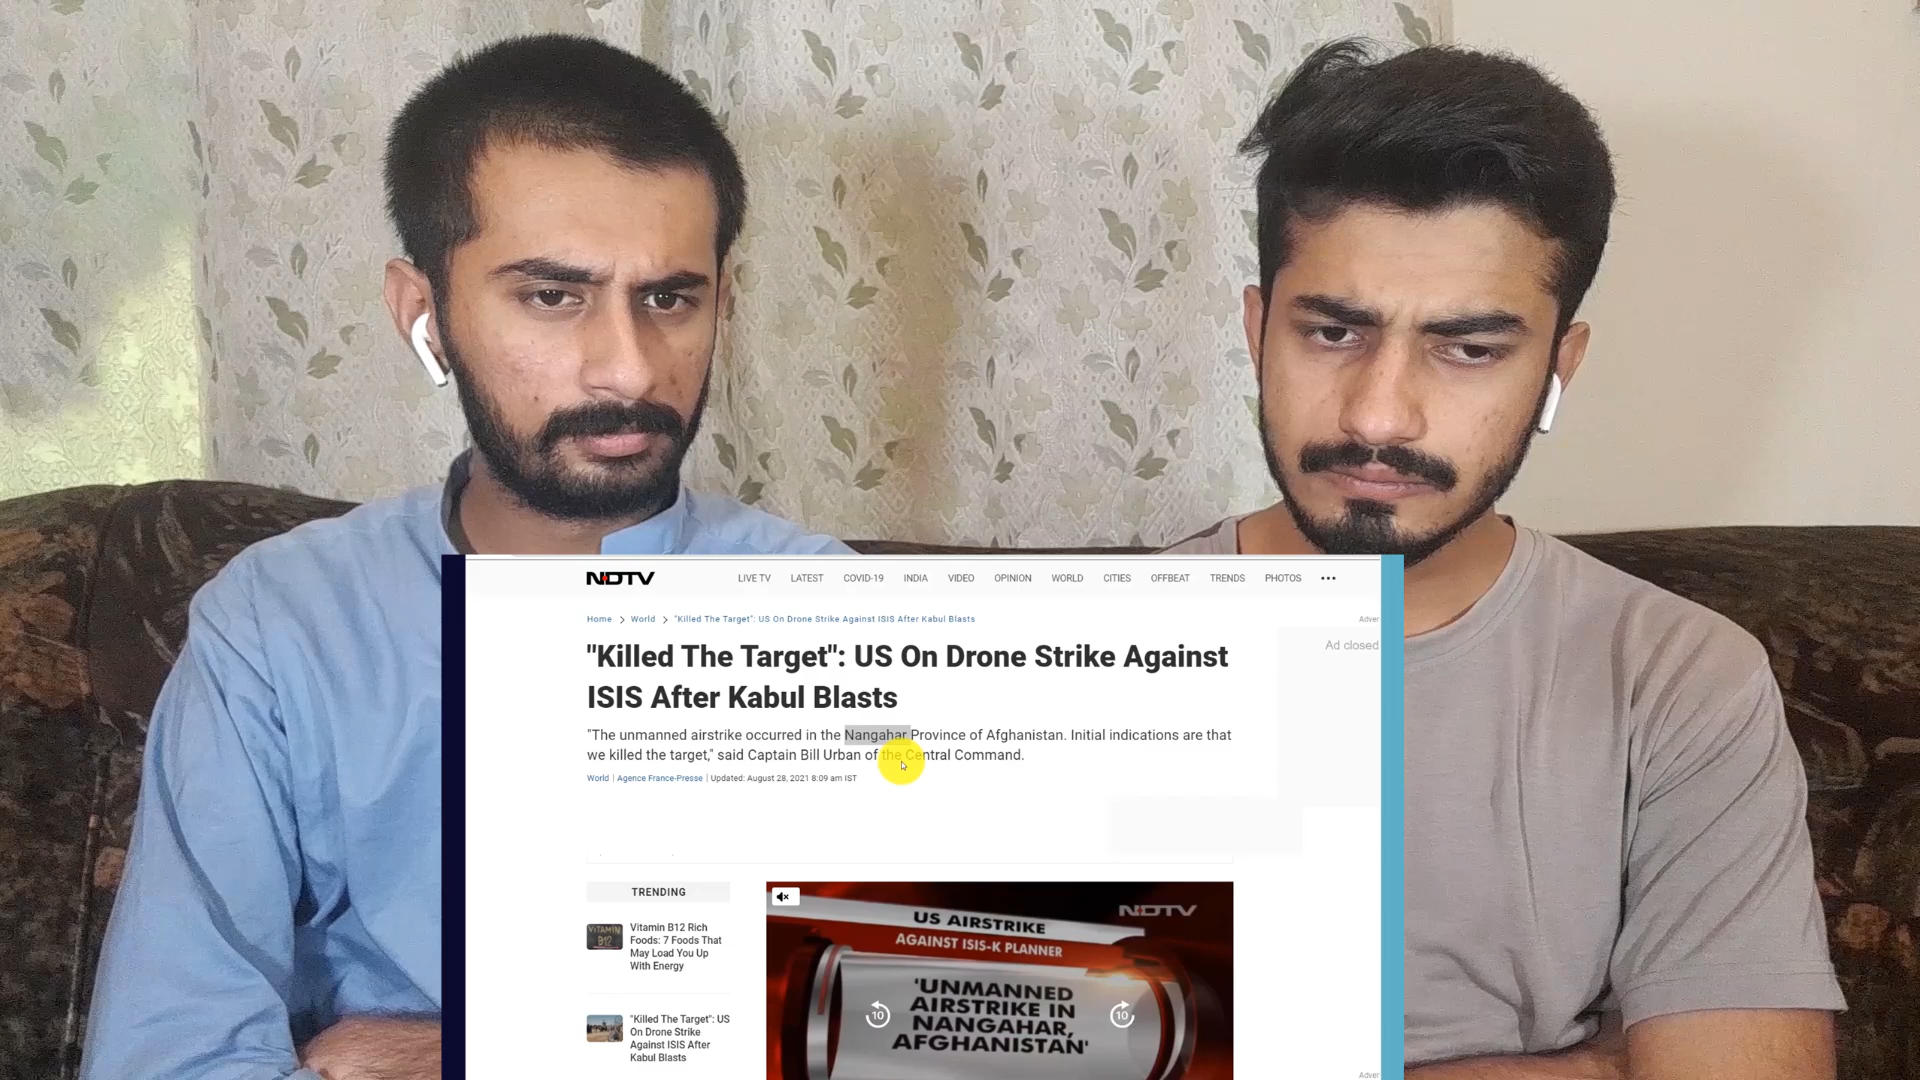 NDTV
LIVE TV LATEST COVID-19 INDIA VIDEO OPINION WORLD CITIES OFFBEAT TRENDS PHOTOS •••
Home > World > "Killed The Target": US On Drone Strike Against ISIS After Kabul Blasts
Adver
Ad closed
"Killed The Target": US On Drone Strike Against
ISIS After Kabul Blasts
"The unmanned airstrike occurred in the Nangahar Province of Afghanistan. Initial indications are that
we killed the target," said Captain Bill Urban of the Central Command.
World | Agence France-Presse | Updated: August 28, 2021 8:09 am IST
TRENDING
VITAMIN
B12
Vitamin B12 Rich
Foods: 7 Foods That
May Load You Up
With Energy
"Killed The Target": US
On Drone Strike
Against ISIS After
Kabul Blasts
NDTV
US AIRSTRIKE
AGAINST ISIS-K PLANNER
'UNMANNED
AIRSTRIKE IN
NANGAHAR,
AFGHANISTAN'
10
10
Adver